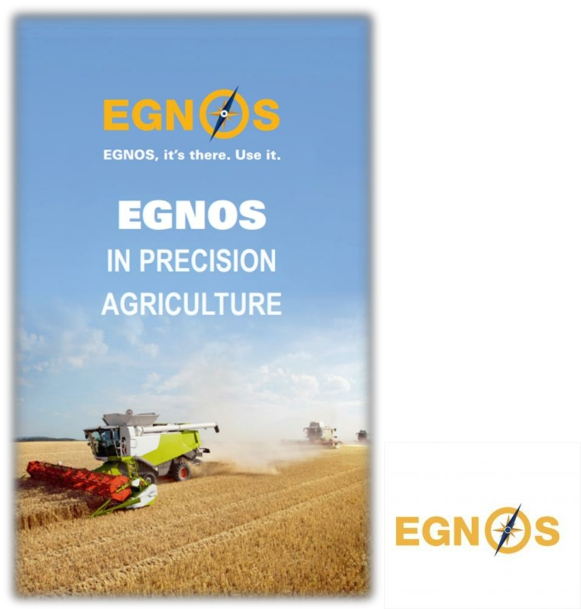 EGNOS
EGNOS, it's there. Use it.
EGNOS
IN PRECISION
AGRICULTURE
EGNOS